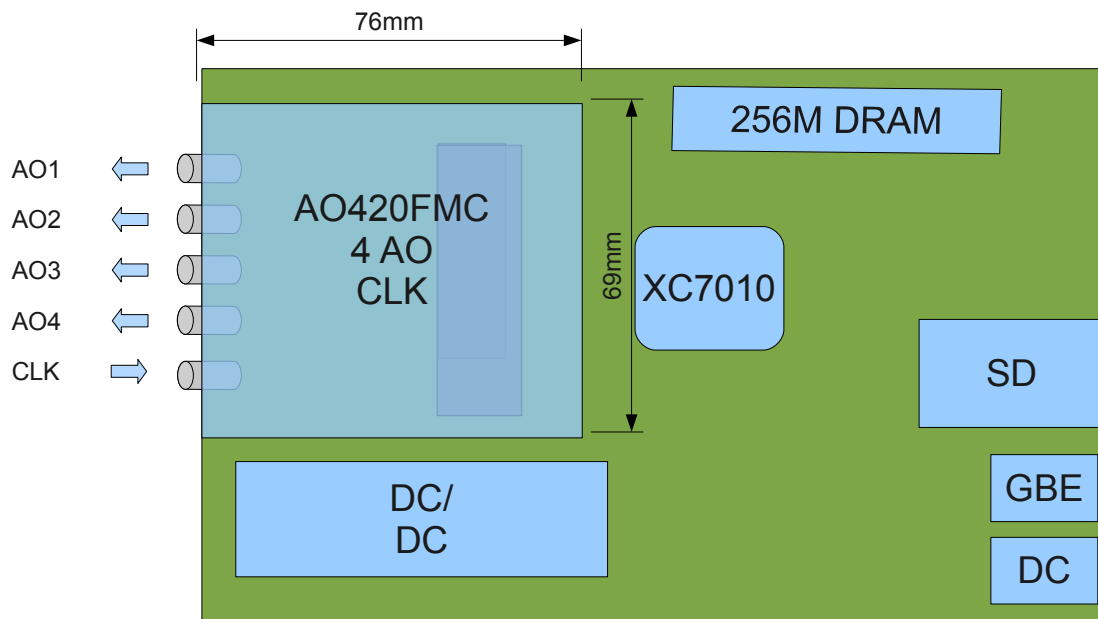 76mm
256M DRAM
AO1
AO2
AO3
AO4
CLK
AO420FMC
4 AO
CLK
69mm
XC7010
SD
DC/
DC
GBE
DC